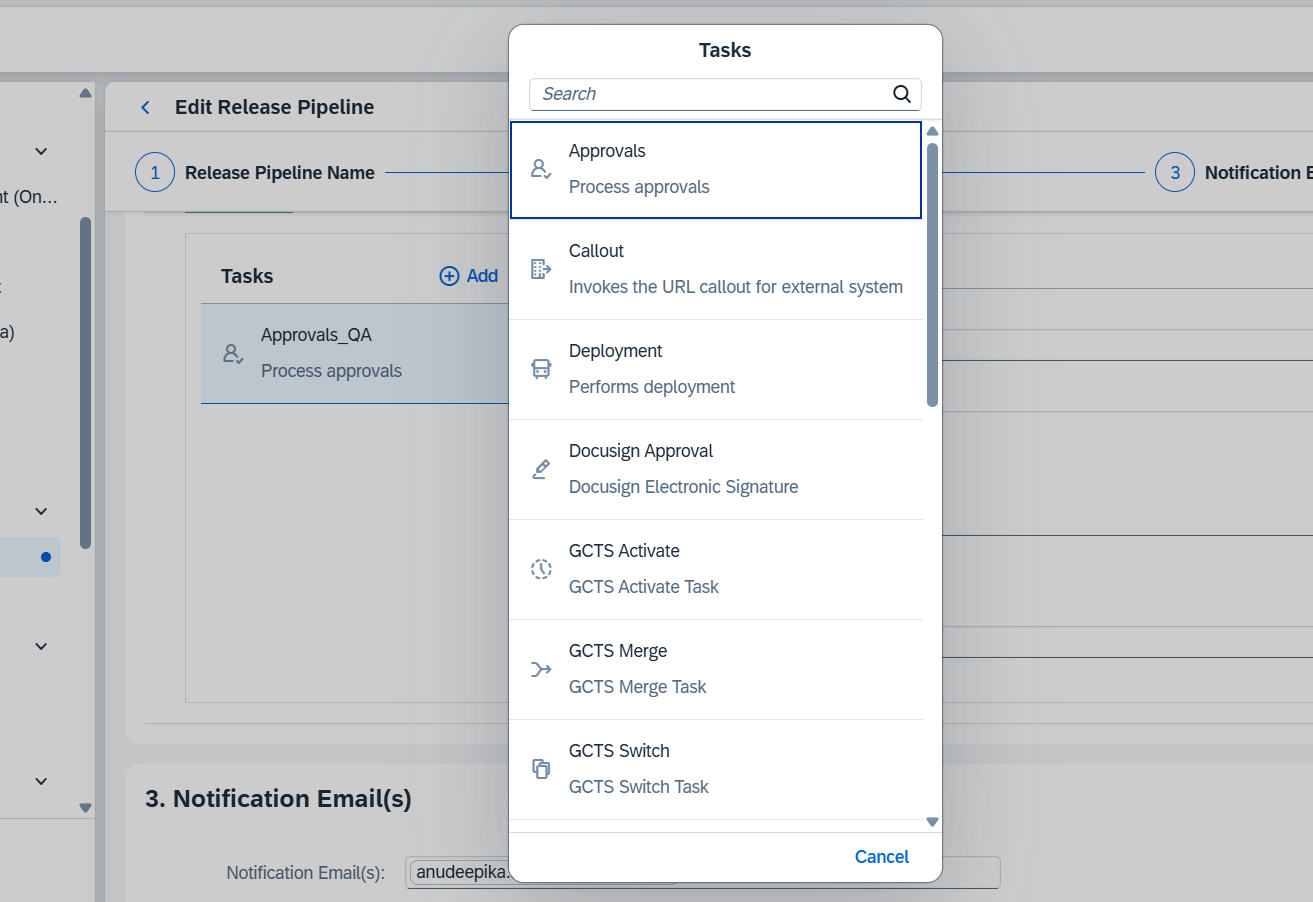 Tasks
Search
Edit Release Pipeline
1 Release Pipeline Name
3 Notification E
nt (On...
a)
Tasks
Add
Approvals_QA
Process approvals
Approvals
Process approvals
Callout
Invokes the URL callout for external system
Deployment
Performs deployment
Docusign Approval
Docusign Electronic Signature
GCTS Activate
GCTS Activate Task
GCTS Merge
GCTS Merge Task
GCTS Switch
GCTS Switch Task
Cancel
3. Notification Email(s)
Notification Email(s):
anudeepika.